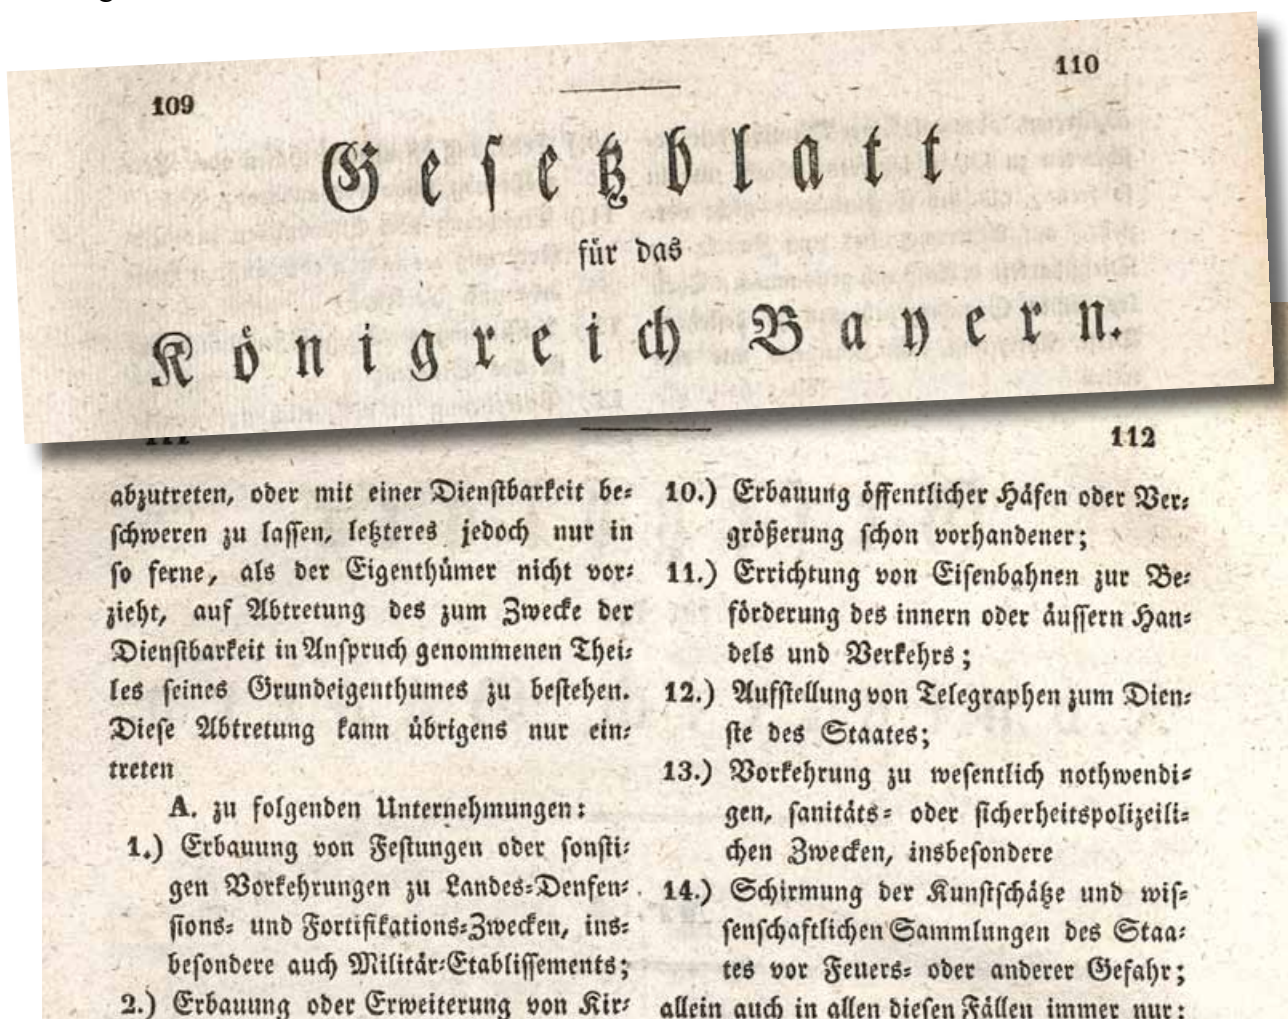 109
110
Gesetzblatt
für das
Königreich Bayern.
111
112
abzutreten, oder mit einer Dienstbarkeit be-
schweren zu lassen, letzteres jedoch nur in
so ferne, als der Eigenthümer nicht vor-
zieht, auf Abtretung des zum Zwecke der
Dienstbarkeit in Anspruch genommenen Thei-
les seines Grundeigenthumes zu bestehen.
Diese Abtretung kann übrigens nur ein-
treten
A. zu folgenden Unternehmungen:
1.) Erbauung von Festungen oder sonsti-
gen Vorkehrungen zu Landes-Denfen-
sions- und Fortifikations-Zwecken, ins-
besondere auch Militär-Etablissements;
2.) Erbauung oder Erweiterung von Kir-
10.) Erbauung öffentlicher Häfen oder Ver-
größerung schon vorhandener;
11.) Errichtung von Eisenbahnen zur Be-
förderung des innern oder äussern Han-
dels und Verkehrs;
12.) Aufstellung von Telegraphen zum Dien-
ste des Staates;
13.) Vorkehrung zu wesentlich nothwendi-
gen, sanitäts- oder sicherheitspolizeili-
chen Zwecken, insbesondere
14.) Schirmung der Kunstschätze und wis-
senschaftlichen Sammlungen des Staa-
tes vor Feuers- oder anderer Gefahr;
allein auch in allen diesen Fällen immer nur: